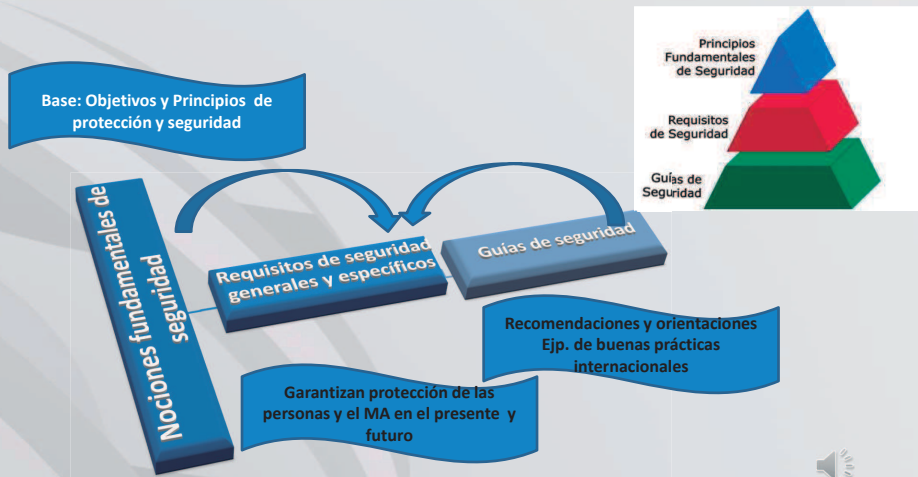 Principios
Fundamentales
de Seguridad
Requisitos
de Seguridad
Guías de
Seguridad
Base: Objetivos y Principios de
protección y seguridad
Nociones fundamentales de
seguridad
Requisitos de seguridad
generales y específicos
Guías de seguridad
Recomendaciones y orientaciones
Ejp. de buenas prácticas
internacionales
Garantizan protección de las
personas y el MA en el presente y
futuro